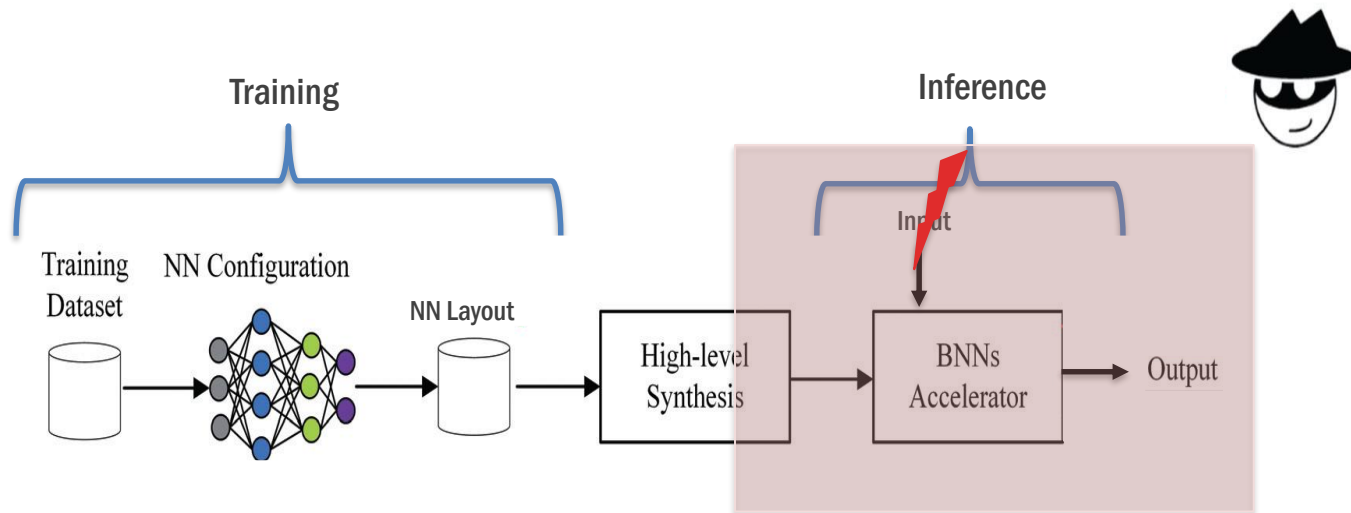 Training
Inference
Input
Training
Dataset
NN Configuration
NN Layout
High-level
Synthesis
BNNs
Accelerator
Output